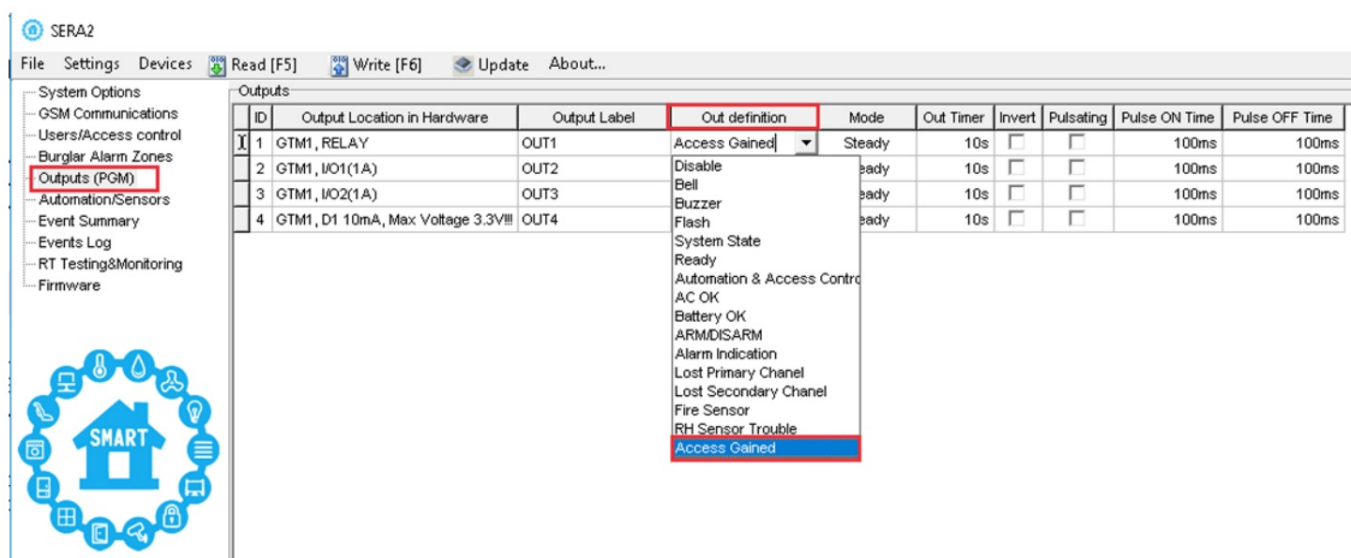 SERA2
File Settings Devices Read [F5] Write [F6] Update About...
System Options
GSM Communications
Users/Access control
Burglar Alarm Zones
Outputs (PGM)
Automation/Sensors
Event Summary
Events Log
RT Testing&Monitoring
Firmware
SMART
Outputs
ID Output Location in Hardware Output Label Out definition Mode Out Timer Invert Pulsating Pulse ON Time Pulse OFF Time
1 GTM1, RELAY OUT1 Access Gained Steady 10s 100ms 100ms
2 GTM1, I/O1(1A) OUT2 eady 10s 100ms 100ms
3 GTM1, I/O2(1A) OUT3 eady 10s 100ms 100ms
4 GTM1, D1 10mA, Max Voltage 3.3V!!! OUT4 eady 10s 100ms 100ms
Disable
Bell
Buzzer
Flash
System State
Ready
Automation & Access Contro
AC OK
Battery OK
ARM/DISARM
Alarm Indication
Lost Primary Chanel
Lost Secondary Chanel
Fire Sensor
RH Sensor Trouble
Access Gained